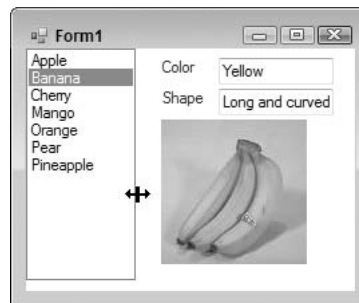 Form1
Apple
Banana
Cherry
Mango
Orange
Pear
Pineapple
Color
Yellow
Shape
Long and curved